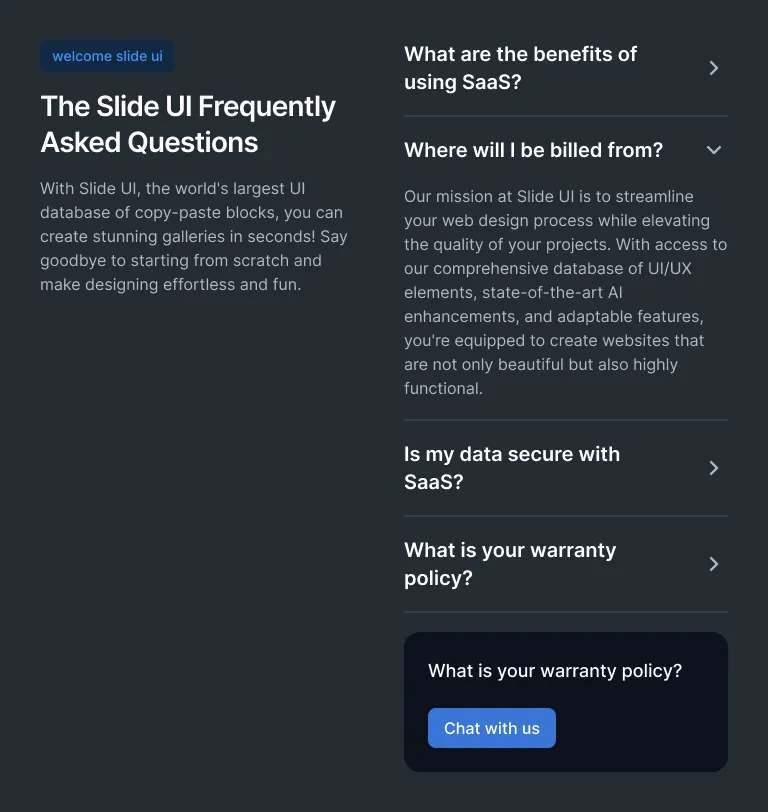 welcome slide ui
The Slide UI Frequently
Asked Questions
With Slide UI, the world's largest UI
database of copy-paste blocks, you can
create stunning galleries in seconds! Say
goodbye to starting from scratch and
make designing effortless and fun.
What are the benefits of
using SaaS?
Where will I be billed from?
Our mission at Slide UI is to streamline
your web design process while elevating
the quality of your projects. With access to
our comprehensive database of UI/UX
elements, state-of-the-art AI
enhancements, and adaptable features,
you're equipped to create websites that
are not only beautiful but also highly
functional.
Is my data secure with
SaaS?
What is your warranty
policy?
What is your warranty policy?
Chat with us